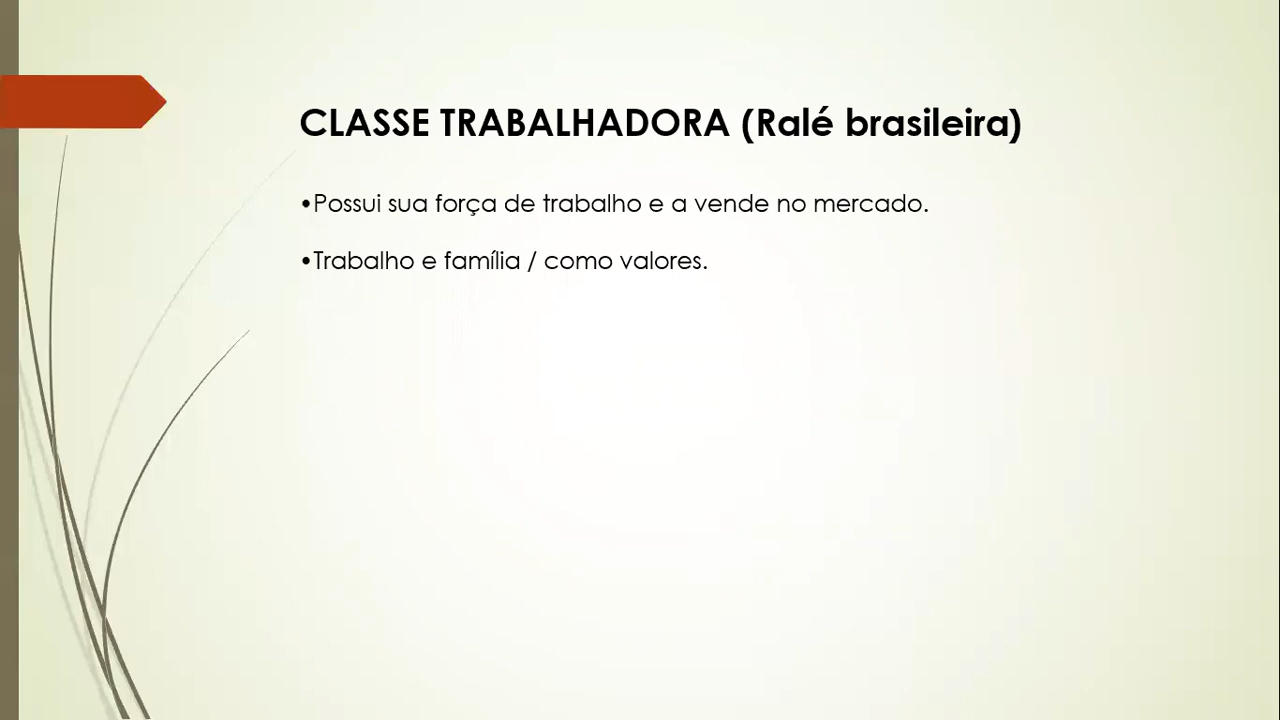 CLASSE TRABALHADORA (Ralé brasileira)
•Possui sua força de trabalho e a vende no mercado.
•Trabalho e família / como valores.